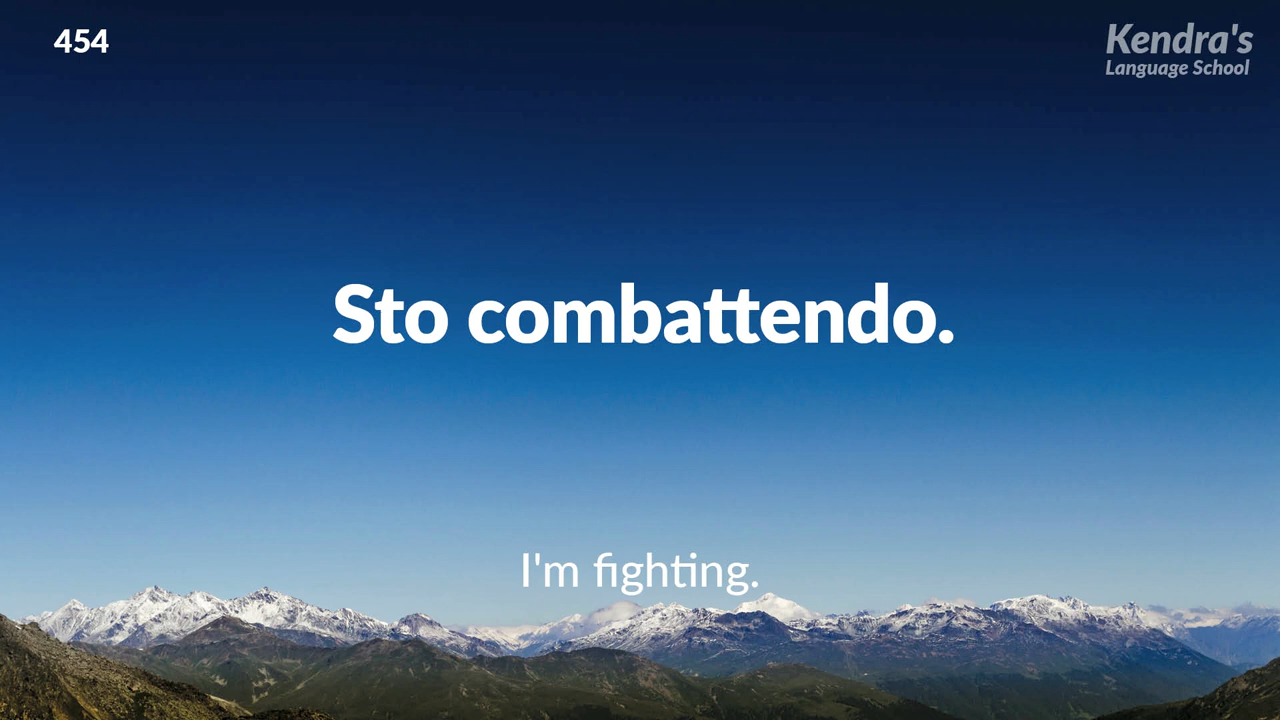 454
Kendra's
Language School
Sto combattendo.
I'm fighting.